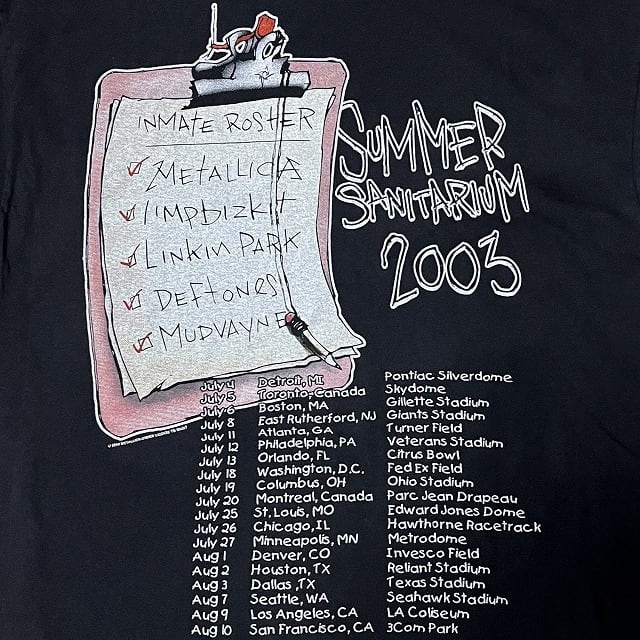 INMATE ROSTER
METALLICA
limpbizkit
LINKIN PARK
DEFTONES
MUDVAYNE
SUMMER
SANITARIUM
2003
July 4 Detroit, MI Pontiac Silverdome
July 5 Toronto, Canada Skydome
July 6 Boston, MA Gillette Stadium
July 8 East Rutherford, NJ Giants Stadium
July 11 Atlanta, GA Turner Field
July 12 Philadelphia, PA Veterans Stadium
July 13 Orlando, FL Citrus Bowl
July 18 Washington, D.C. Fed Ex Field
July 19 Columbus, OH Ohio Stadium
July 20 Montreal, Canada Parc Jean Drapeau
July 25 St. Louis, MO Edward Jones Dome
July 26 Chicago, IL Hawthorne Racetrack
July 27 Minneapolis, MN Metrodome
Aug 1 Denver, CO Invesco Field
Aug 2 Houston, TX Reliant Stadium
Aug 3 Dallas ,TX Texas Stadium
Aug 7 Seattle, WA Seahawk Stadium
Aug 9 Los Angeles, CA LA Coliseum
Aug 10 San Francisco, CA 3Com Park